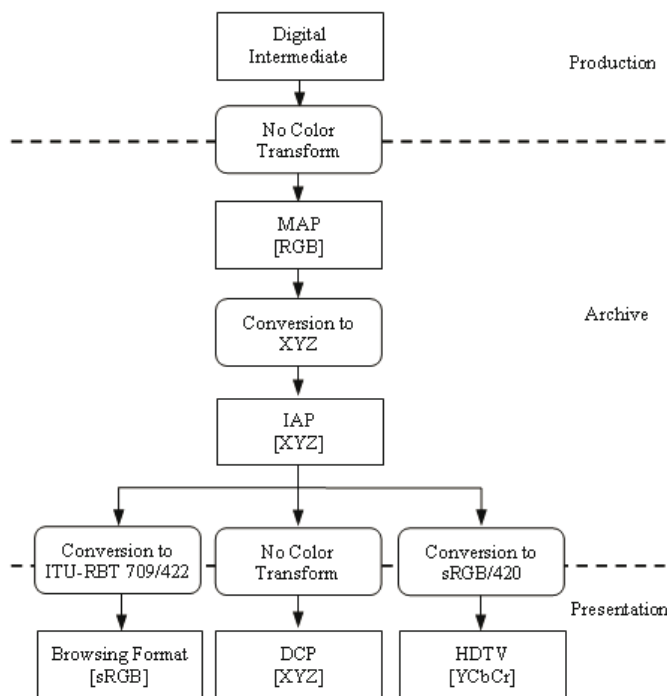 Digital
Intermediate
Production
No Color
Transform
MAP
[RGB]
Conversion to
XYZ
Archive
IAP
[XYZ]
Conversion to
ITU-RBT 709/422
No Color
Transform
Conversion to
sRGB/420
Presentation
Browsing Format
[sRGB]
DCP
[XYZ]
HDTV
[YCbCr]